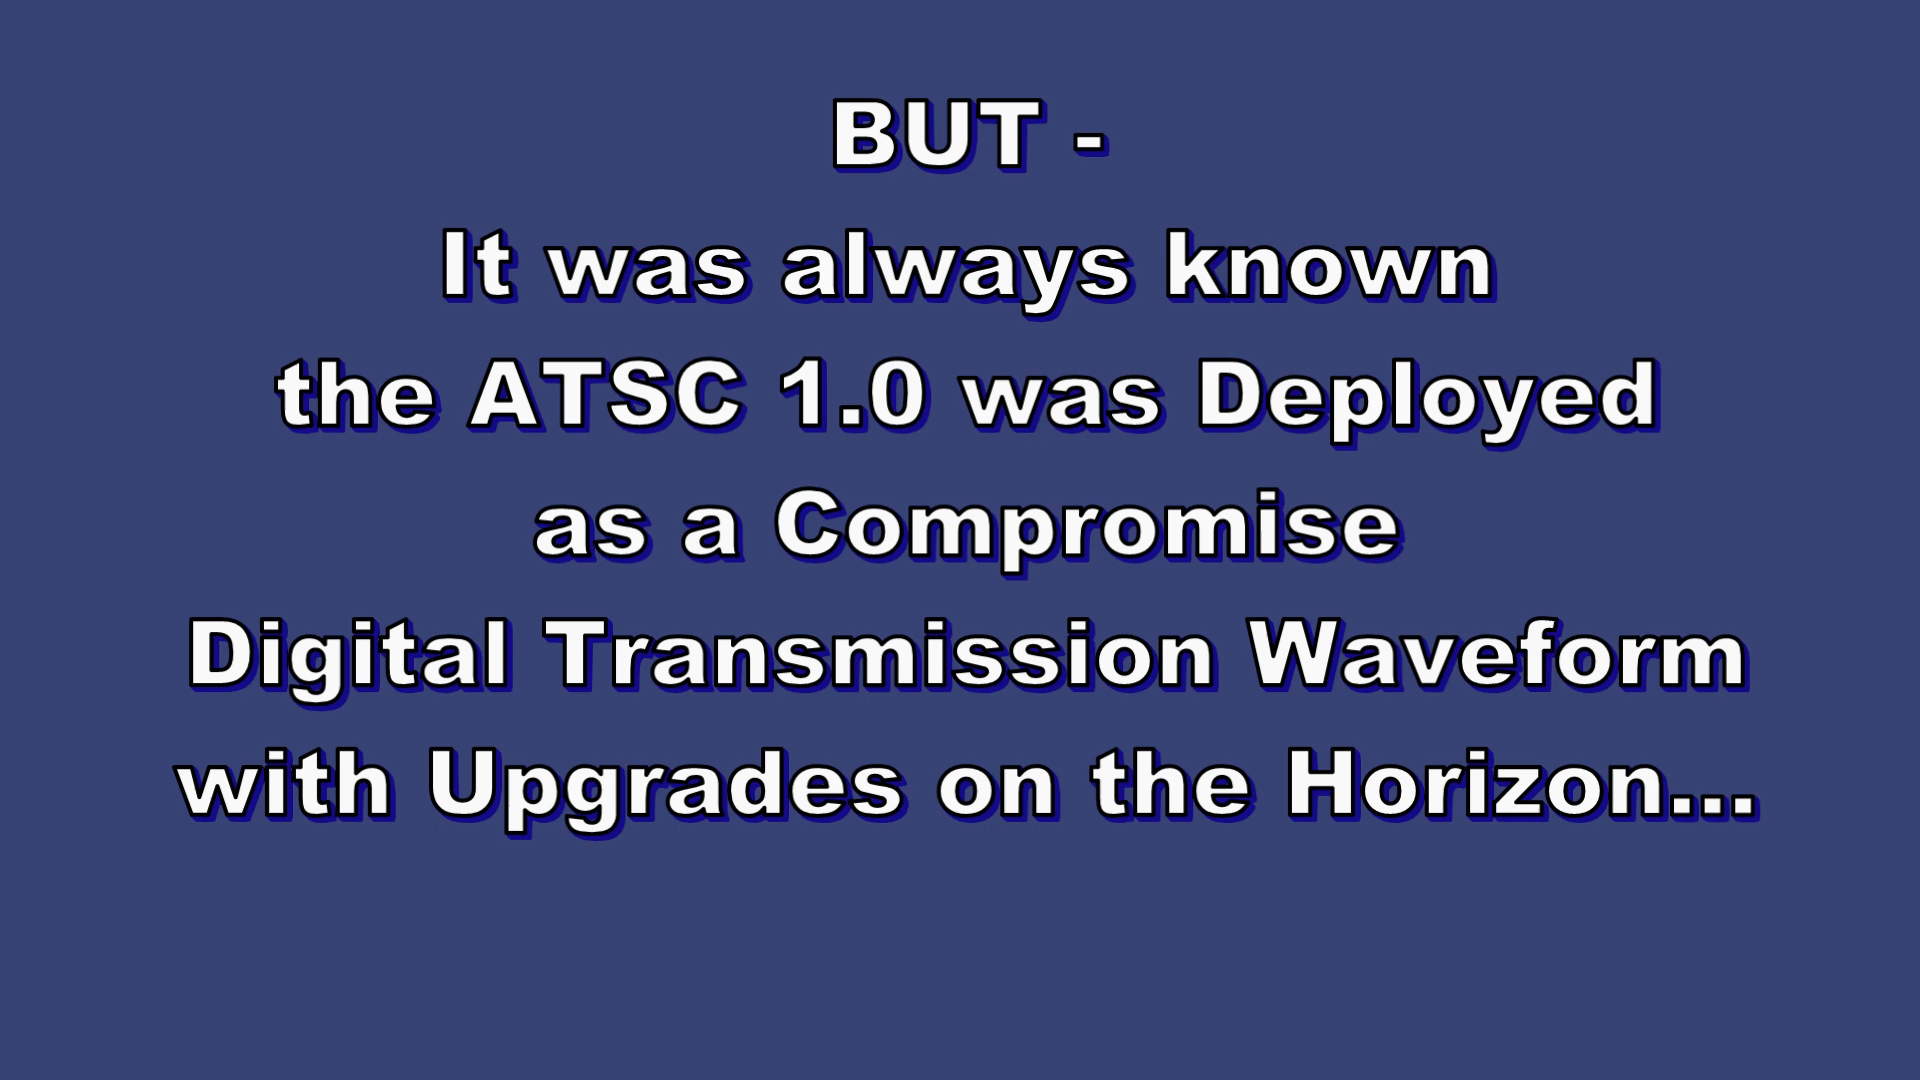 BUT -
It was always known
the ATSC 1.0 was Deployed
as a Compromise
Digital Transmission Waveform
with Upgrades on the Horizon...